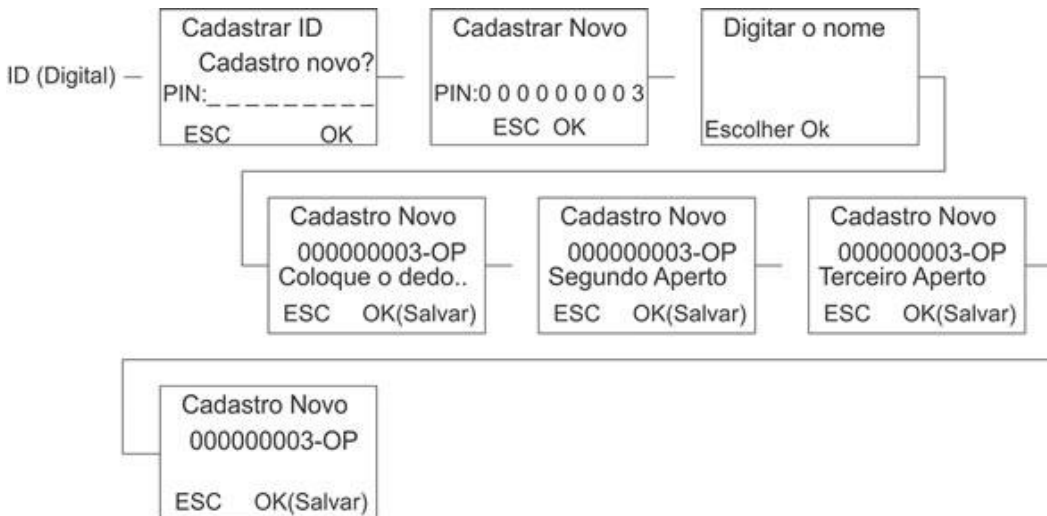 ID (Digital)
Cadastrar ID
Cadastro novo?
PIN:_ _ _ _ _ _ _ _ _
ESC OK
Cadastrar Novo
PIN:0 0 0 0 0 0 0 0 3
ESC OK
Digitar o nome
Escolher Ok
Cadastro Novo
000000003-OP
Coloque o dedo..
ESC OK(Salvar)
Cadastro Novo
000000003-OP
Segundo Aperto
ESC OK(Salvar)
Cadastro Novo
000000003-OP
Terceiro Aperto
ESC OK(Salvar)
Cadastro Novo
000000003-OP
ESC OK(Salvar)